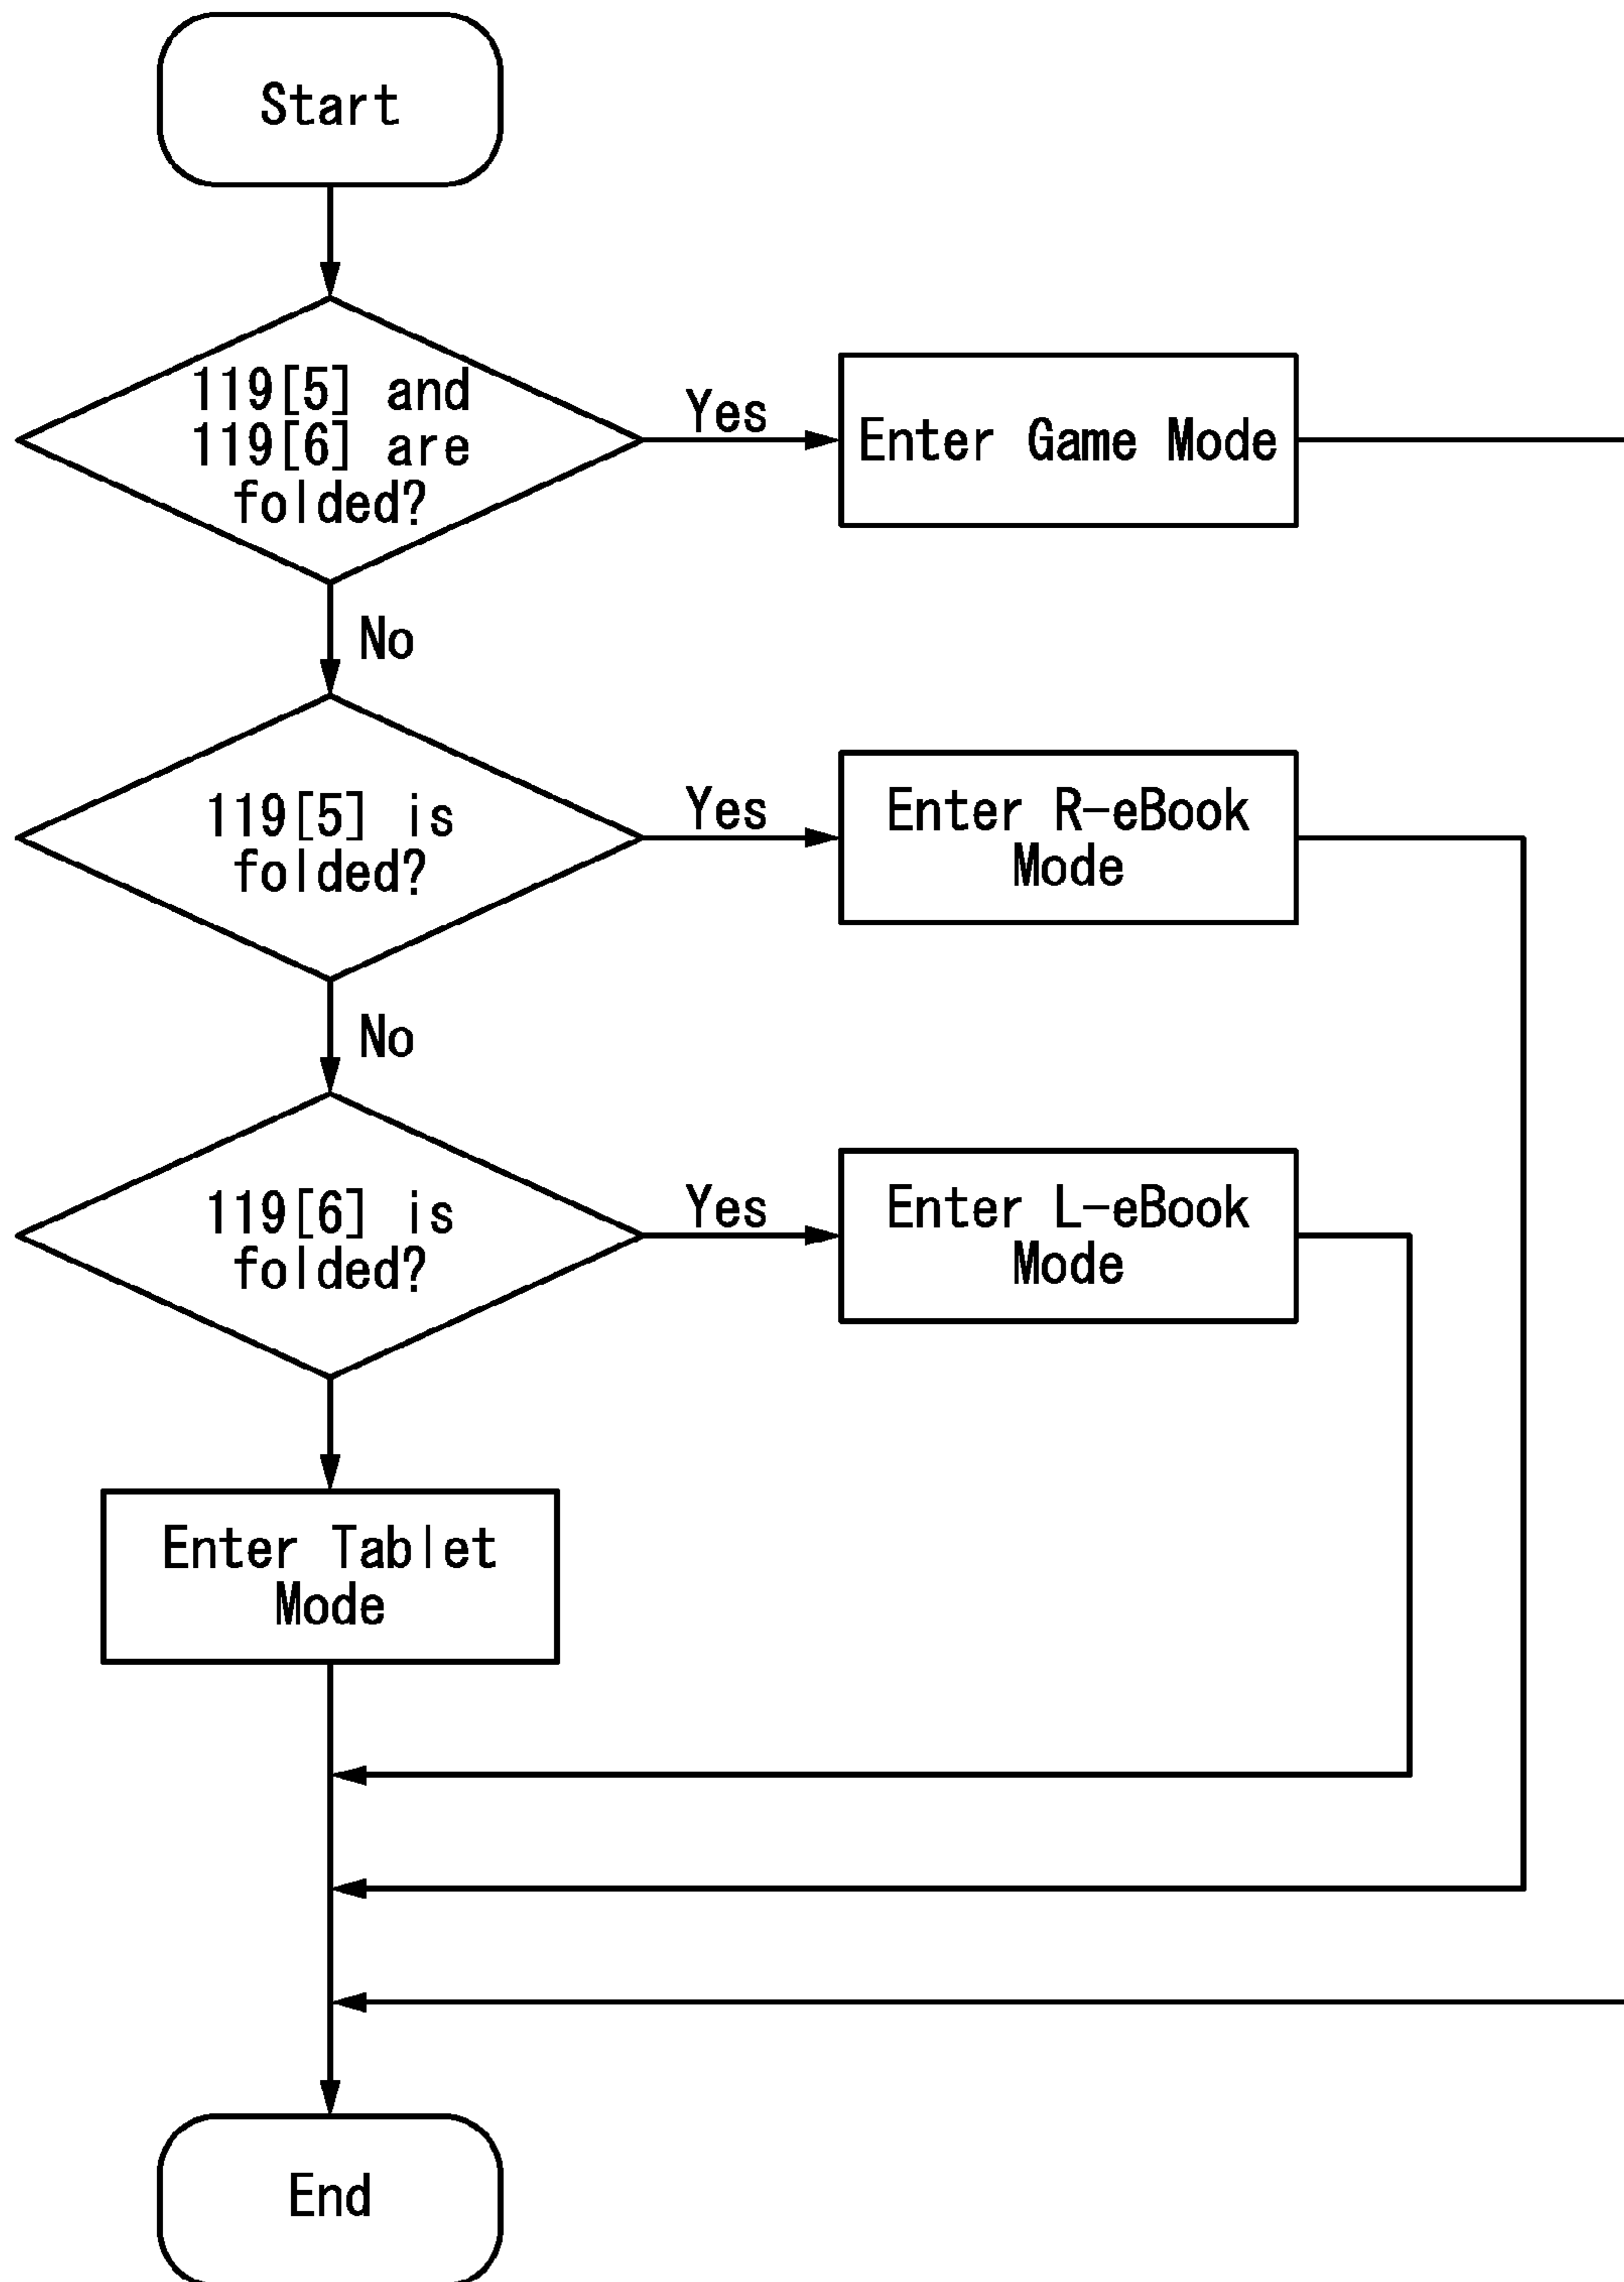 Start
119[5] and
119[6] are
folded?
Yes
Enter Game Mode
No
119[5] is
folded?
Yes
Enter R-eBook
Mode
No
119[6] is
folded?
Yes
Enter L-eBook
Mode
Enter Tablet
Mode
End